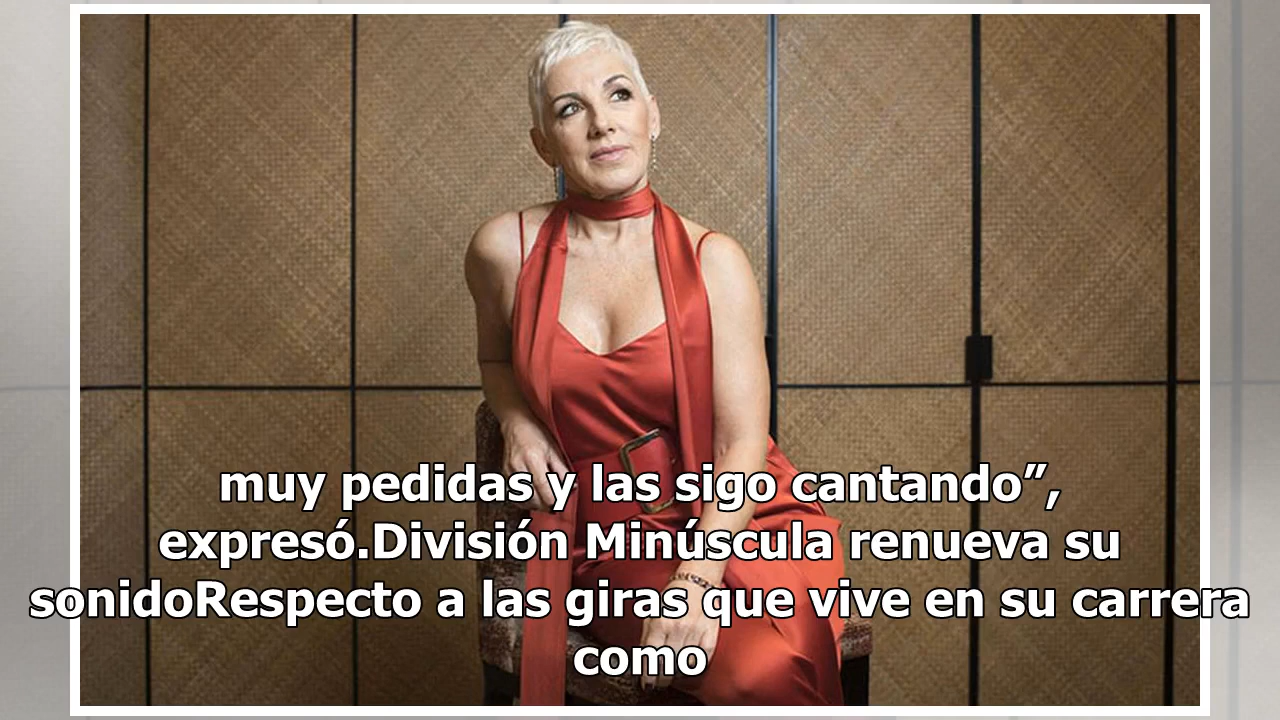 muy pedidas y las sigo cantando”,
expresó.División Minúscula renueva su
sonidoRespecto a las giras que vive en su carrera
como